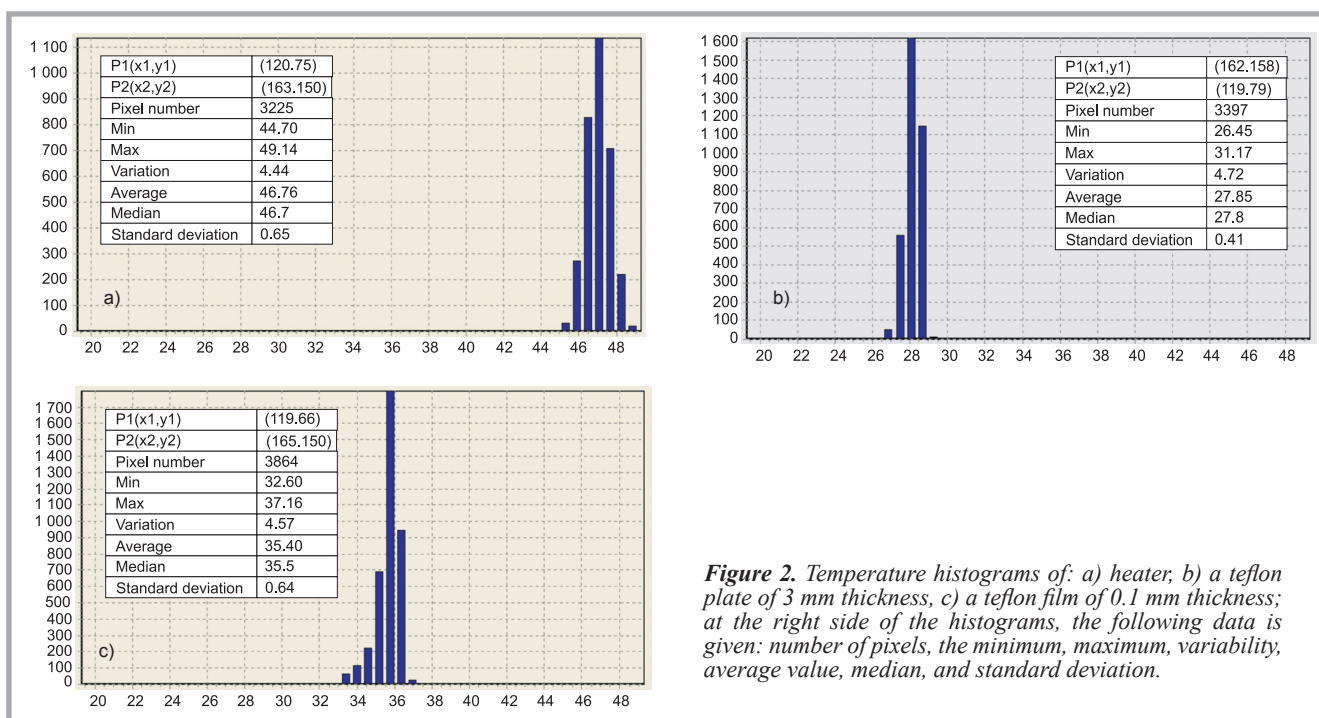 1 100
1 000
900
800
700
600
500
400
300
200
100
0
P1(x1,y1) (120.75)
P2(x2,y2) (163.150)
Pixel number 3225
Min 44.70
Max 49.14
Variation 4.44
Average 46.76
Median 46.7
Standard deviation 0.65
a)
20 22 24 26 28 30 32 34 36 38 40 42 44 46 48
1 600
1 500
1 400
1 300
1 200
1 100
1 000
900
800
700
600
500
400
300
200
100
0
P1(x1,y1) (162.158)
P2(x2,y2) (119.79)
Pixel number 3397
Min 26.45
Max 31.17
Variation 4.72
Average 27.85
Median 27.8
Standard deviation 0.41
b)
20 22 24 26 28 30 32 34 36 38 40 42 44 46 48
1 700
1 600
1 500
1 400
1 300
1 200
1 100
1 000
900
800
700
600
500
400
300
200
100
0
P1(x1,y1) (119.66)
P2(x2,y2) (165.150)
Pixel number 3864
Min 32.60
Max 37.16
Variation 4.57
Average 35.40
Median 35.5
Standard deviation 0.64
c)
20 22 24 26 28 30 32 34 36 38 40 42 44 46 48
Figure 2. Temperature histograms of: a) heater, b) a teflon
plate of 3 mm thickness, c) a teflon film of 0.1 mm thickness;
at the right side of the histograms, the following data is
given: number of pixels, the minimum, maximum, variability,
average value, median, and standard deviation.